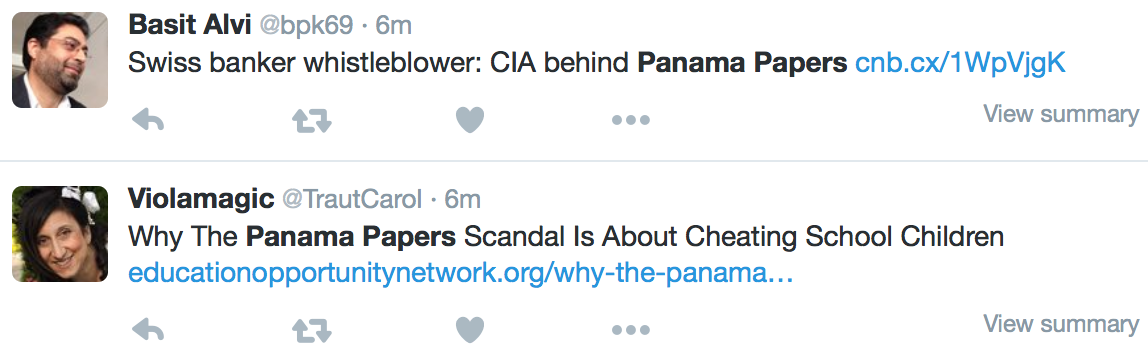 Basit Alvi @bpk69 · 6m
Swiss banker whistleblower: CIA behind Panama Papers cnb.cx/1WpVjgK
View summary
Violamagic @TrautCarol · 6m
Why The Panama Papers Scandal Is About Cheating School Children
educationopportunitynetwork.org/why-the-panama…
View summary